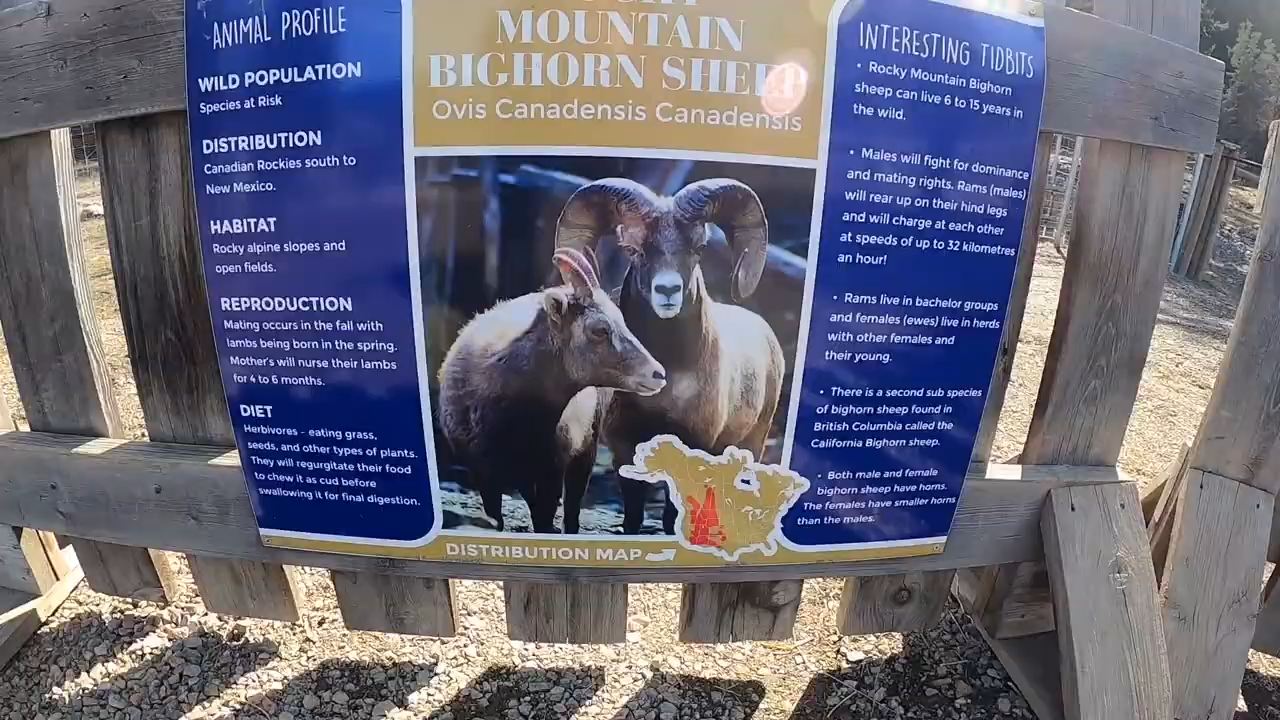 ANIMAL PROFILE
WILD POPULATION
Species at Risk
DISTRIBUTION
Canadian Rockies south to
New Mexico.
HABITAT
Rocky alpine slopes and
open fields.
REPRODUCTION
Mating occurs in the fall with
lambs being born in the spring.
Mother's will nurse their lambs
for 4 to 6 months.
DIET
Herbivores - eating grass,
seeds, and other types of plants.
They will regurgitate their food
to chew it as cud before
swallowing it for final digestion.
MOUNTAIN
BIGHORN SHEEP
Ovis Canadensis Canadensis
DISTRIBUTION MAP
INTERESTING TIDBITS
• Rocky Mountain Bighorn
sheep can live 6 to 15 years in
the wild.
• Males will fight for dominance
and mating rights. Rams (males)
will rear up on their hind legs
and will charge at each other
at speeds of up to 32 kilometres
an hour!
• Rams live in bachelor groups
and females (ewes) live in herds
with other females and
their young.
• There is a second sub species
of bighorn sheep found in
British Columbia called the
California Bighorn sheep.
• Both male and female
bighorn sheep have horns.
The females have smaller horns
than the males.